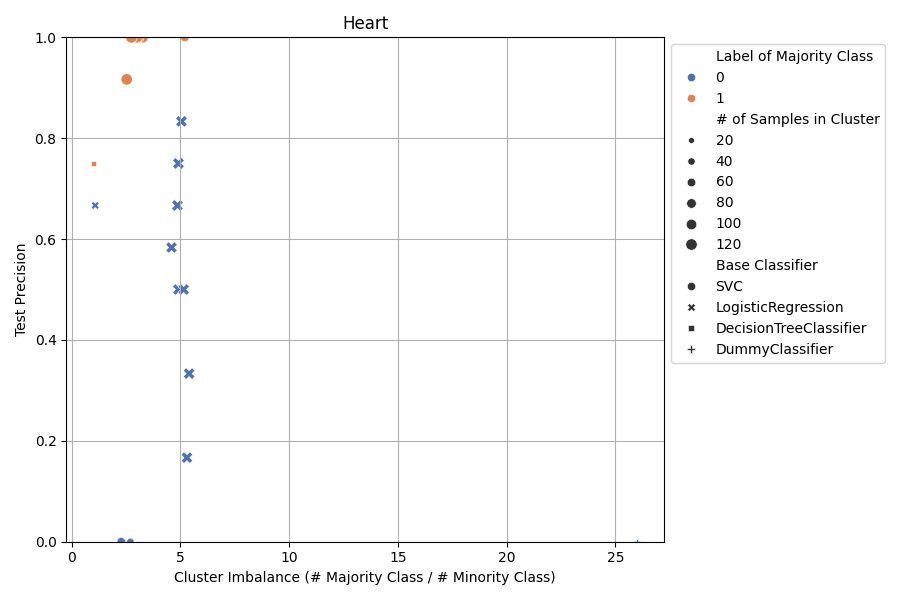 Heart
1.0
0.8
0.6
0.4
0.2
0.0
Test Precision
0
5
10
15
20
25
Cluster Imbalance (# Majority Class / # Minority Class)
Label of Majority Class
0
1
# of Samples in Cluster
20
40
60
80
100
120
Base Classifier
SVC
LogisticRegression
DecisionTreeClassifier
DummyClassifier